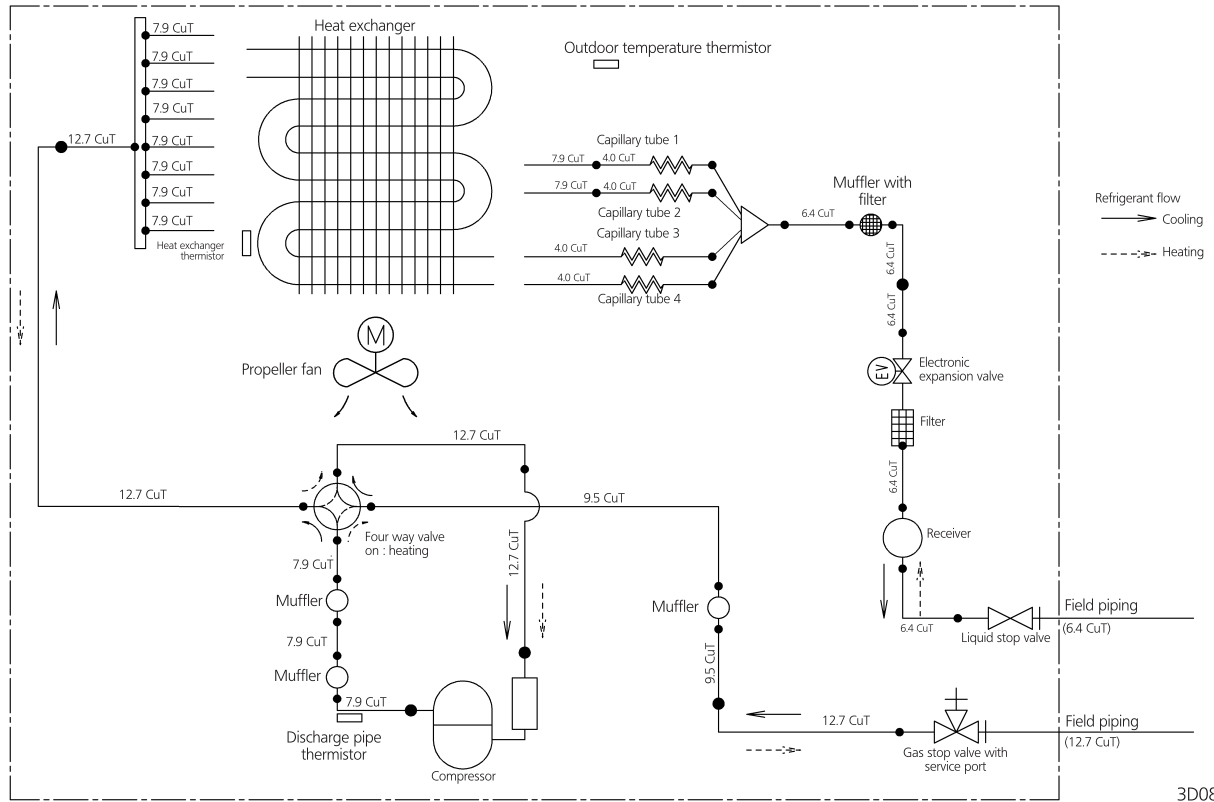 Heat exchanger
Outdoor temperature thermistor
7.9 CuT
7.9 CuT
7.9 CuT
7.9 CuT
7.9 CuT
7.9 CuT
7.9 CuT
7.9 CuT
12.7 CuT
Heat exchanger
thermistor
Capillary tube 1
7.9 CuT
4.0 CuT
7.9 CuT
4.0 CuT
Capillary tube 2
Capillary tube 3
4.0 CuT
4.0 CuT
Capillary tube 4
Muffler with
filter
6.4 CuT
6.4 CuT
6.4 CuT
Refrigerant flow
Cooling
Heating
M
Propeller fan
EV
Electronic
expansion valve
Filter
6.4 CuT
Receiver
12.7 CuT
12.7 CuT
9.5 CuT
Four way valve
on : heating
7.9 CuT
12.7 CuT
Muffler
7.9 CuT
Muffler
7.9 CuT
Discharge pipe
thermistor
Compressor
Muffler
9.5 CuT
6.4 CuT
Liquid stop valve
Field piping
(6.4 CuT)
12.7 CuT
Gas stop valve with
service port
Field piping
(12.7 CuT)
3D08